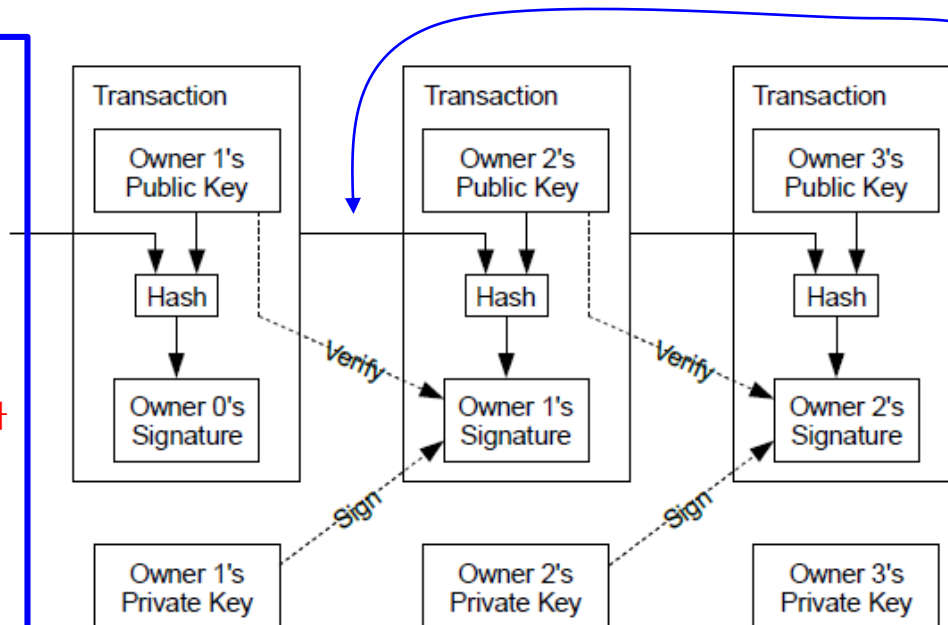 Transaction
Owner 1's
Public Key
Hash
Owner 0's
Signature
Transaction
Owner 2's
Public Key
Hash
Verify
Owner 1's
Signature
Sign
Transaction
Owner 3's
Public Key
Hash
Verify
Owner 2's
Signature
Sign
Owner 1's
Private Key
Owner 2's
Private Key
Owner 3's
Private Key